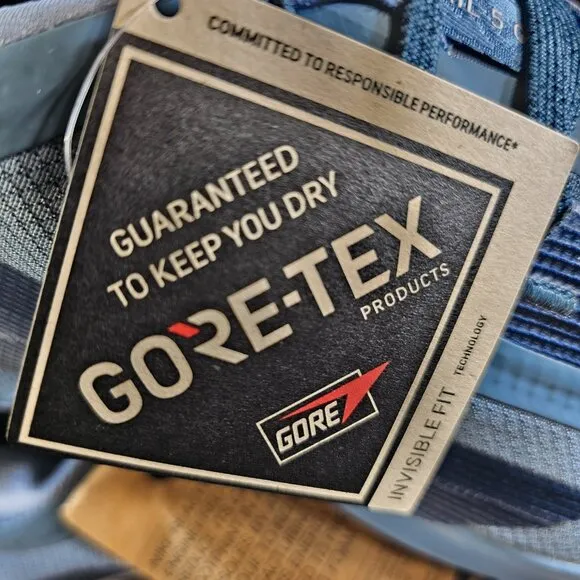 COMMITTED TO RESPONSIBLE PERFORMANCE*
GUARANTEED
TO KEEP YOU DRY
GORE-TEX
PRODUCTS
GORE
INVISIBLE FIT TECHNOLOGY